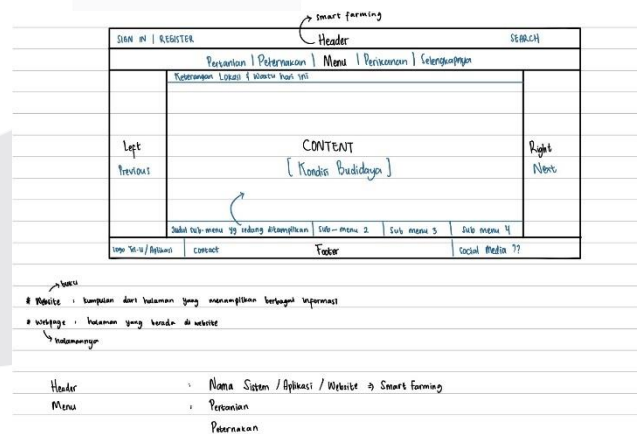 smart farming
SIGN IN | REGISTER Header SEARCH
Pertanian | Peternakan | Menu | Perikanan | Selengkapnya
Keterangan Lokasi & Waktu hari ini
Left
Previous
CONTENT
[ Kondisi Budidaya ]
Right
Next
Judul sub-menu yg sedang ditampilkan | Sub-menu 2 | Sub menu 3 | Sub menu 4
Logo Tel-U / Aplikasi | contact Footer Social Media ??
buku
* Website : kumpulan dari halaman yang menampilkan berbagai informasi
* Webpage : halaman yang berada di website
halamannya
Header : Nama Sistem / Aplikasi / Website ⇒ Smart Farming
Menu : Pertanian
Peternakan